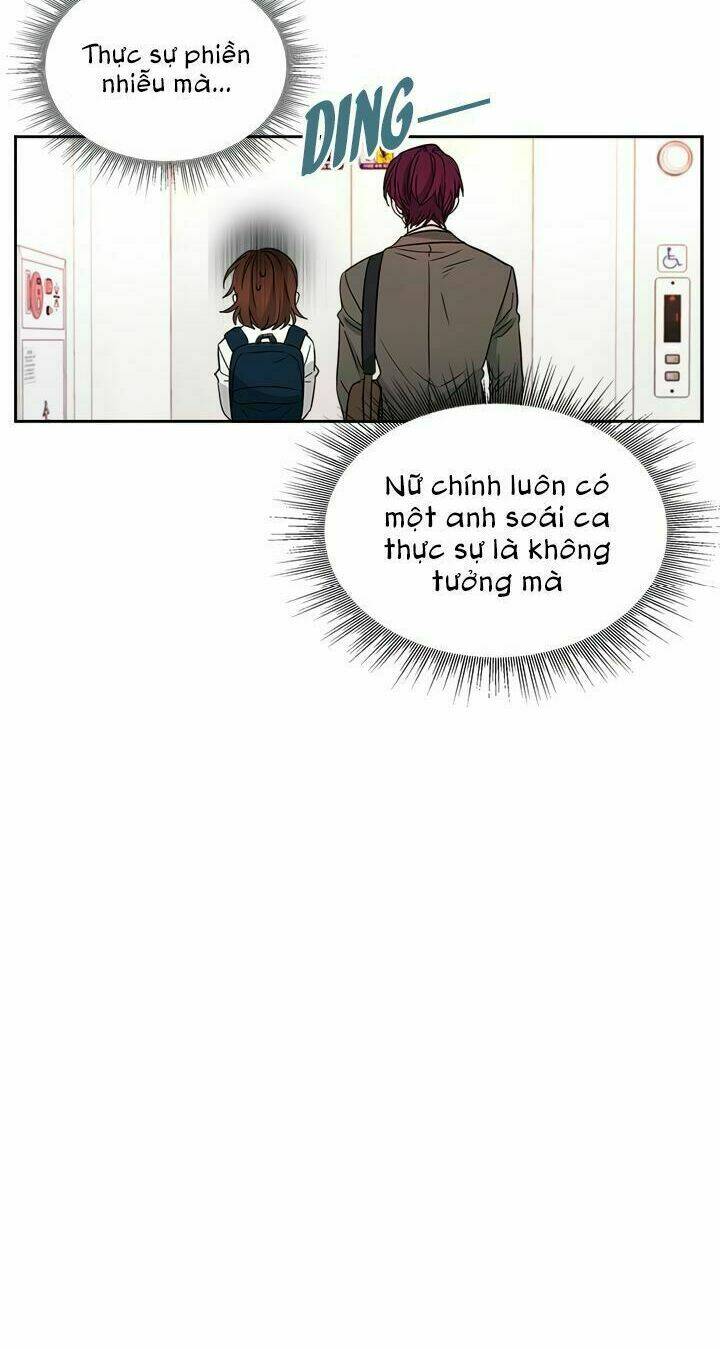 Thực sự phiền
nhiễu mà...
DING
Nữ chính luôn có
một anh soái ca
thực sự là không
tưởng mà